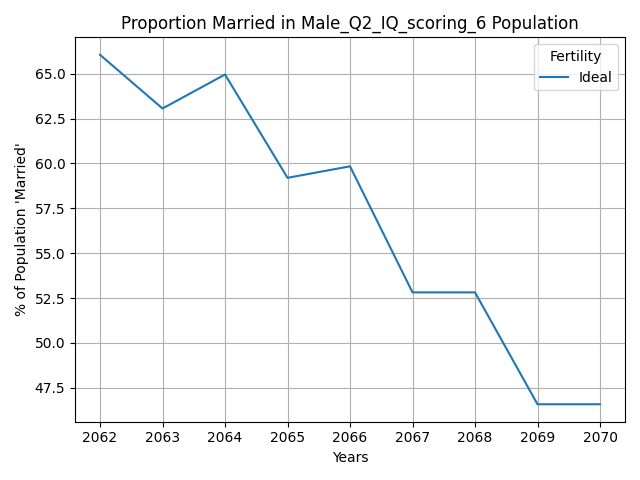 Proportion Married in Male_Q2_IQ_scoring_6 Population
Fertility
Ideal
% of Population 'Married'
65.0
62.5
60.0
57.5
55.0
52.5
50.0
47.5
2062 2063 2064 2065 2066 2067 2068 2069 2070
Years